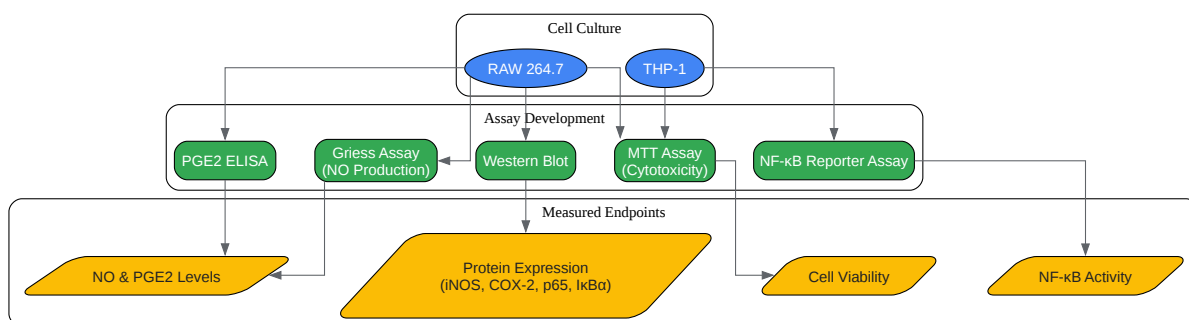 Cell Culture
RAW 264.7
THP-1
Assay Development
PGE2 ELISA
Griess Assay
(NO Production)
Western Blot
MTT Assay
(Cytotoxicity)
NF-κB Reporter Assay
Measured Endpoints
NO & PGE2 Levels
Protein Expression
(iNOS, COX-2, p65, IκBα)
Cell Viability
NF-κB Activity